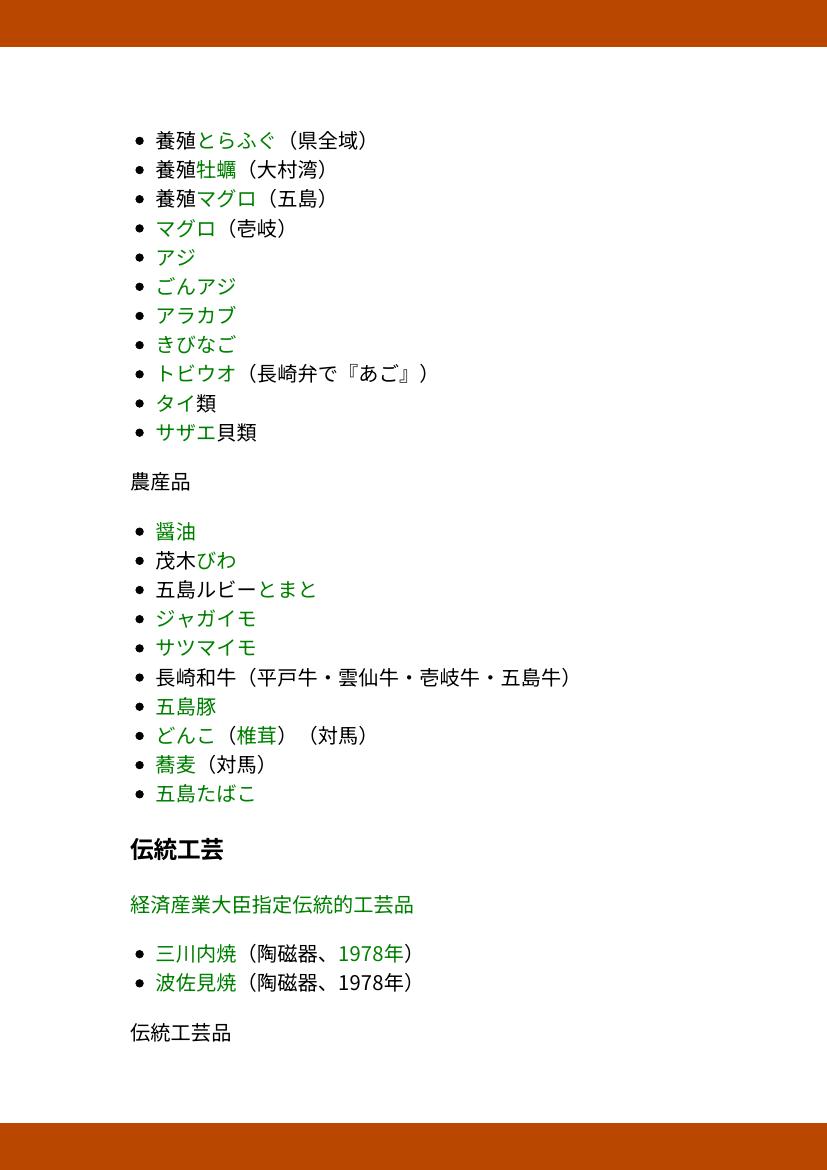 養殖とらふぐ（県全域）
養殖牡蠣（大村湾）
養殖マグロ（五島）
マグロ（壱岐）
アジ
ごんアジ
アラカブ
きびなご
トビウオ（長崎弁で『あご』）
タイ類
サザエ貝類
農産品
醤油
茂木びわ
五島ルビーとまと
ジャガイモ
サツマイモ
長崎和牛（平戸牛・雲仙牛・壱岐牛・五島牛）
五島豚
どんこ（椎茸）（対馬）
蕎麦（対馬）
五島たばこ
伝統工芸
経済産業大臣指定伝統的工芸品
三川内焼（陶磁器、1978年）
波佐見焼（陶磁器、1978年）
伝統工芸品